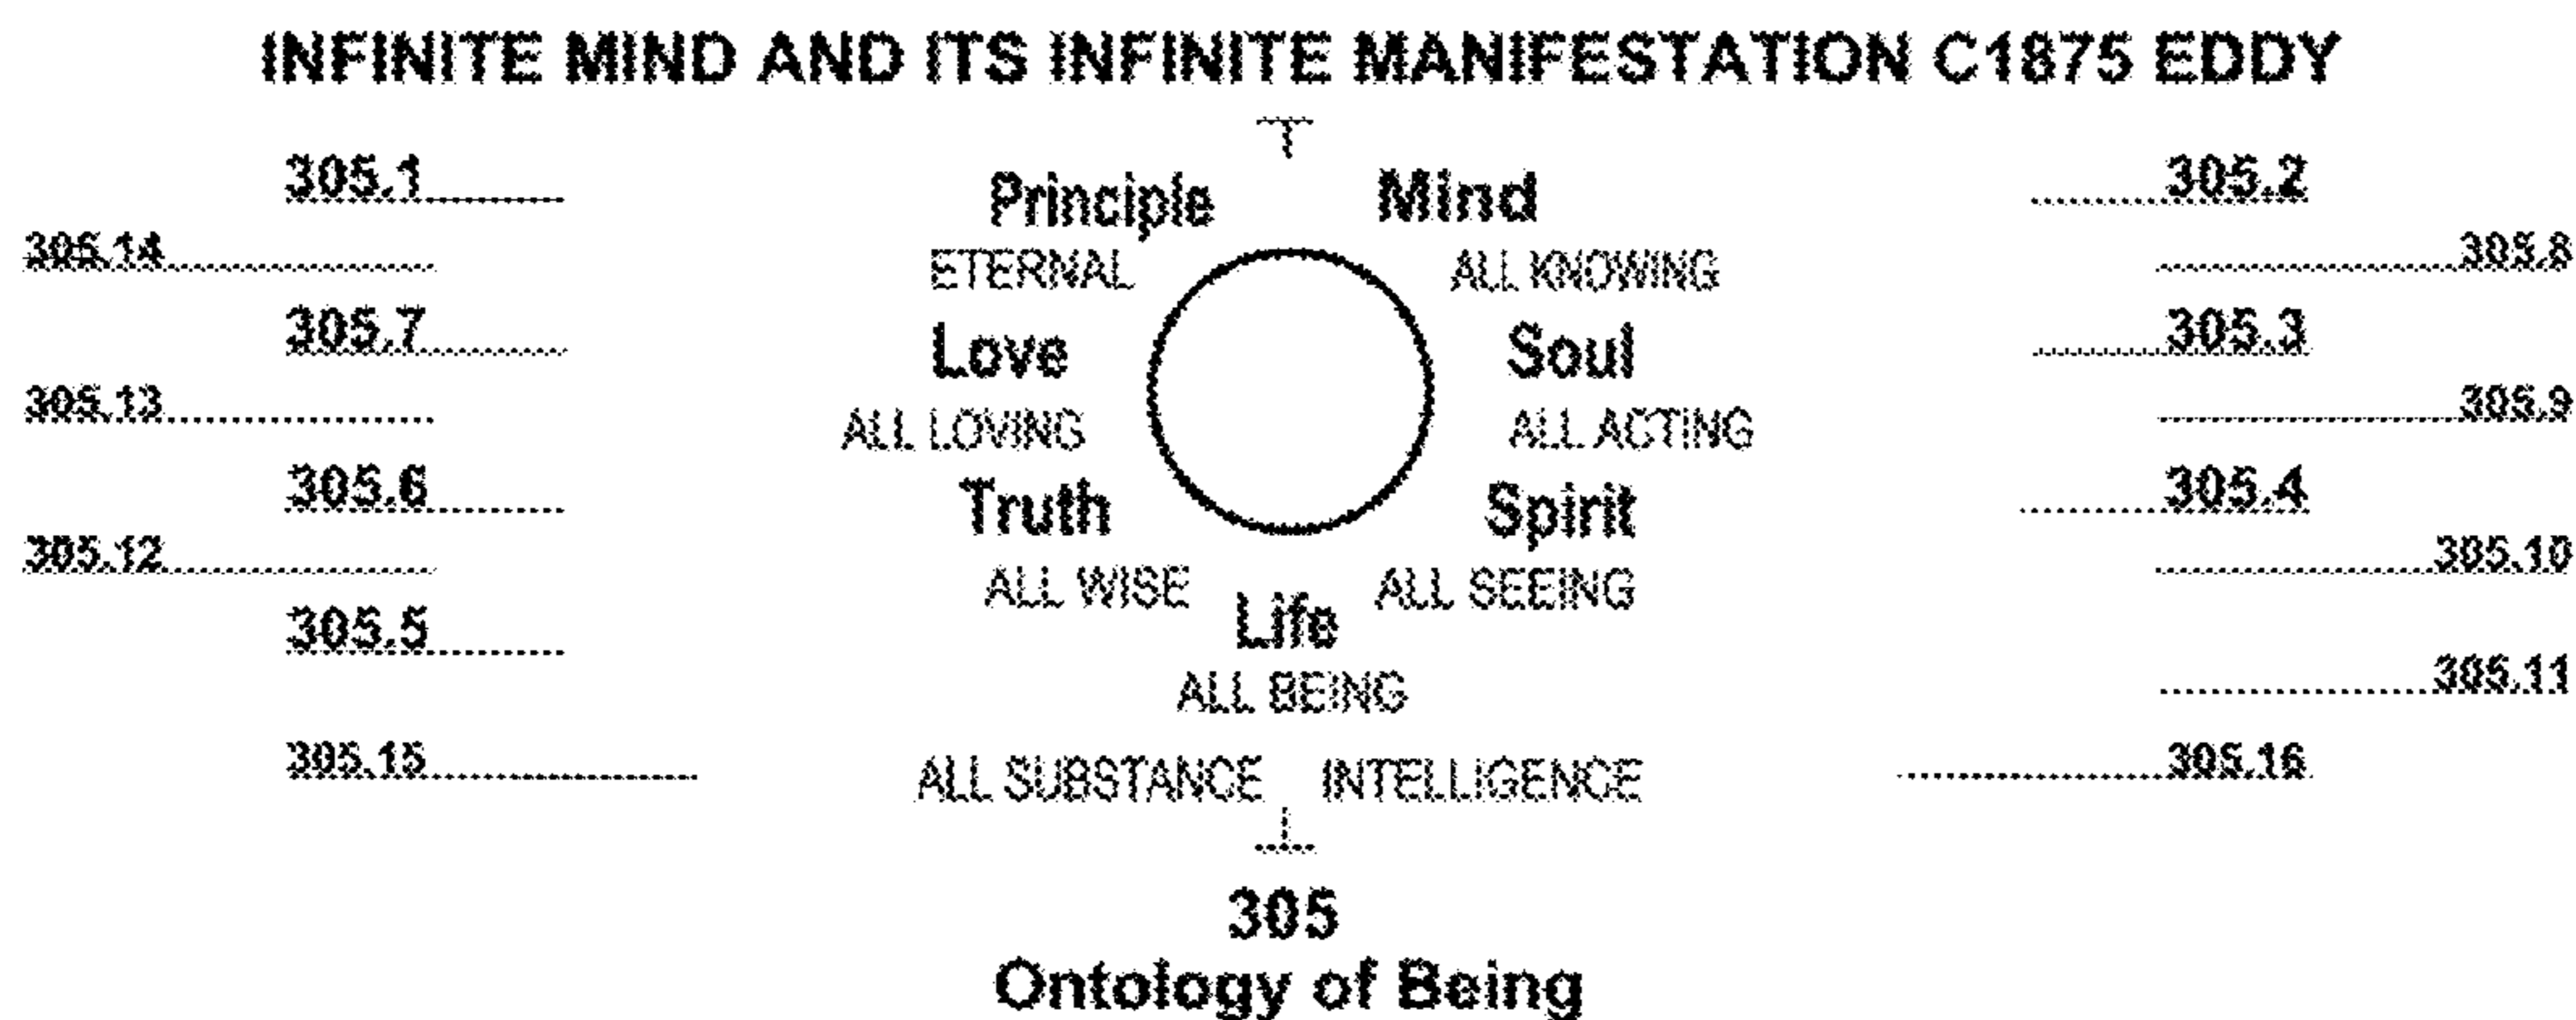 INFINITE MIND AND ITS INFINITE MANIFESTATION C1875 EDDY
305.1 Principle Mind 305.2
305.14 ETERNAL ALL KNOWING 305.8
305.7 Love Soul 305.3
305.13 ALL LOVING ALL ACTING 305.9
305.6 Truth Spirit 305.4
305.12 ALL WISE ALL SEEING 305.10
305.5 Life
ALL BEING 305.11
305.15 ALL SUBSTANCE INTELLIGENCE 305.16
305
Ontology of Being